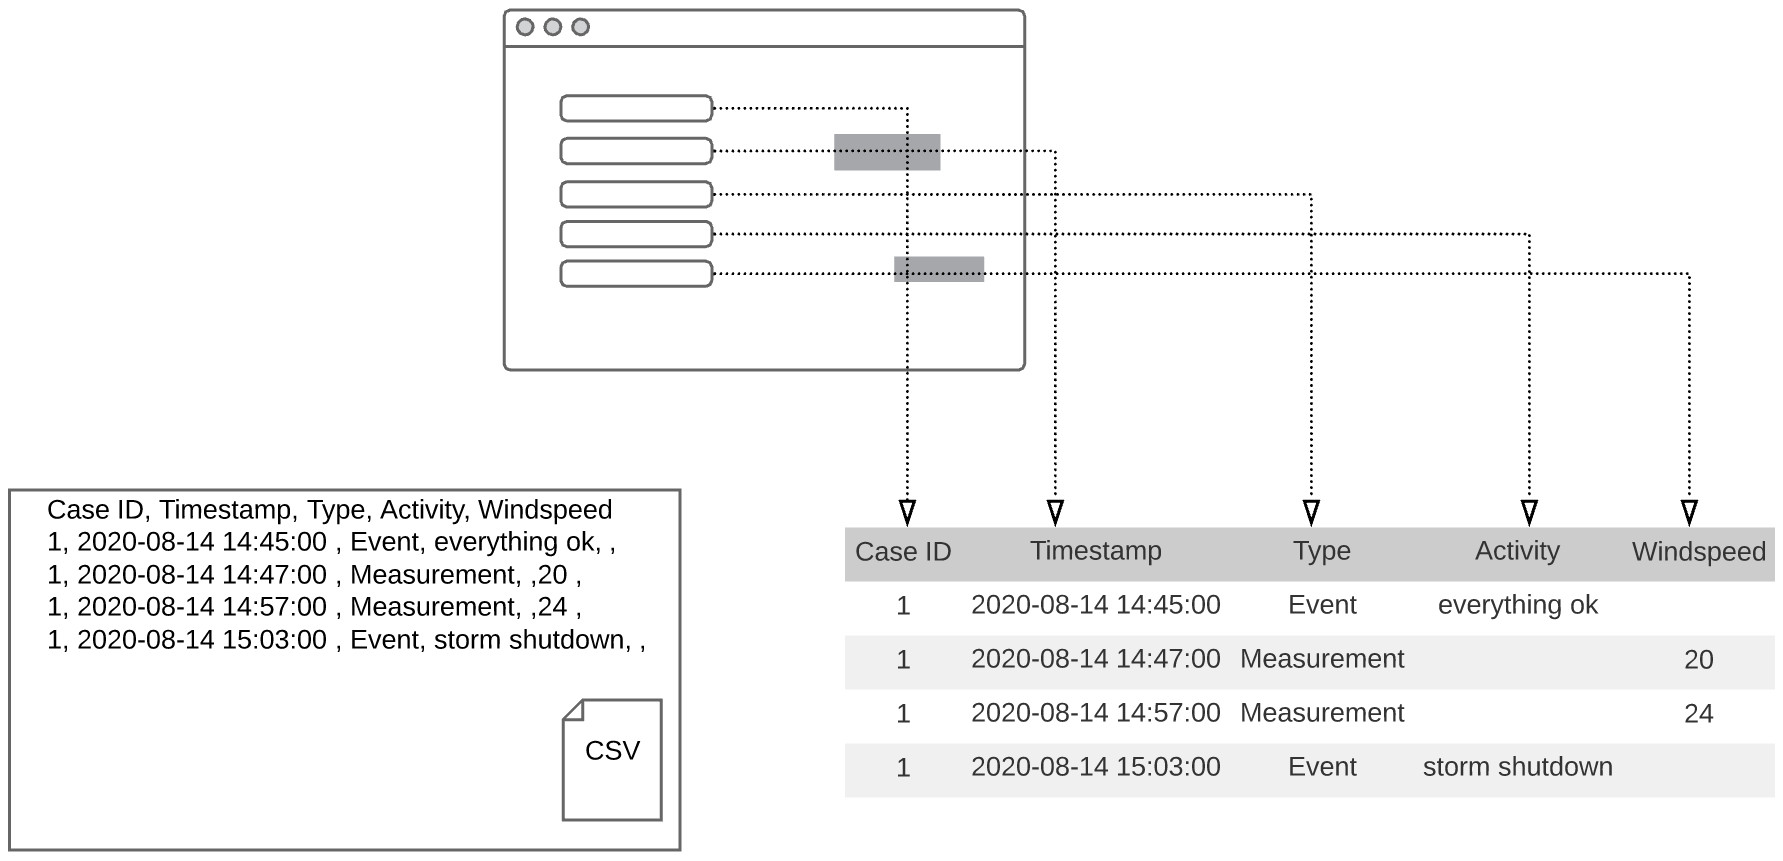 Case ID, Timestamp, Type, Activity, Windspeed
1, 2020-08-14 14:45:00 , Event, everything ok, ,
1, 2020-08-14 14:47:00 , Measurement, ,20 ,
1, 2020-08-14 14:57:00 , Measurement, ,24 ,
1, 2020-08-14 15:03:00 , Event, storm shutdown, ,
CSV
Case ID Timestamp Type Activity Windspeed
1 2020-08-14 14:45:00 Event everything ok
1 2020-08-14 14:47:00 Measurement 20
1 2020-08-14 14:57:00 Measurement 24
1 2020-08-14 15:03:00 Event storm shutdown